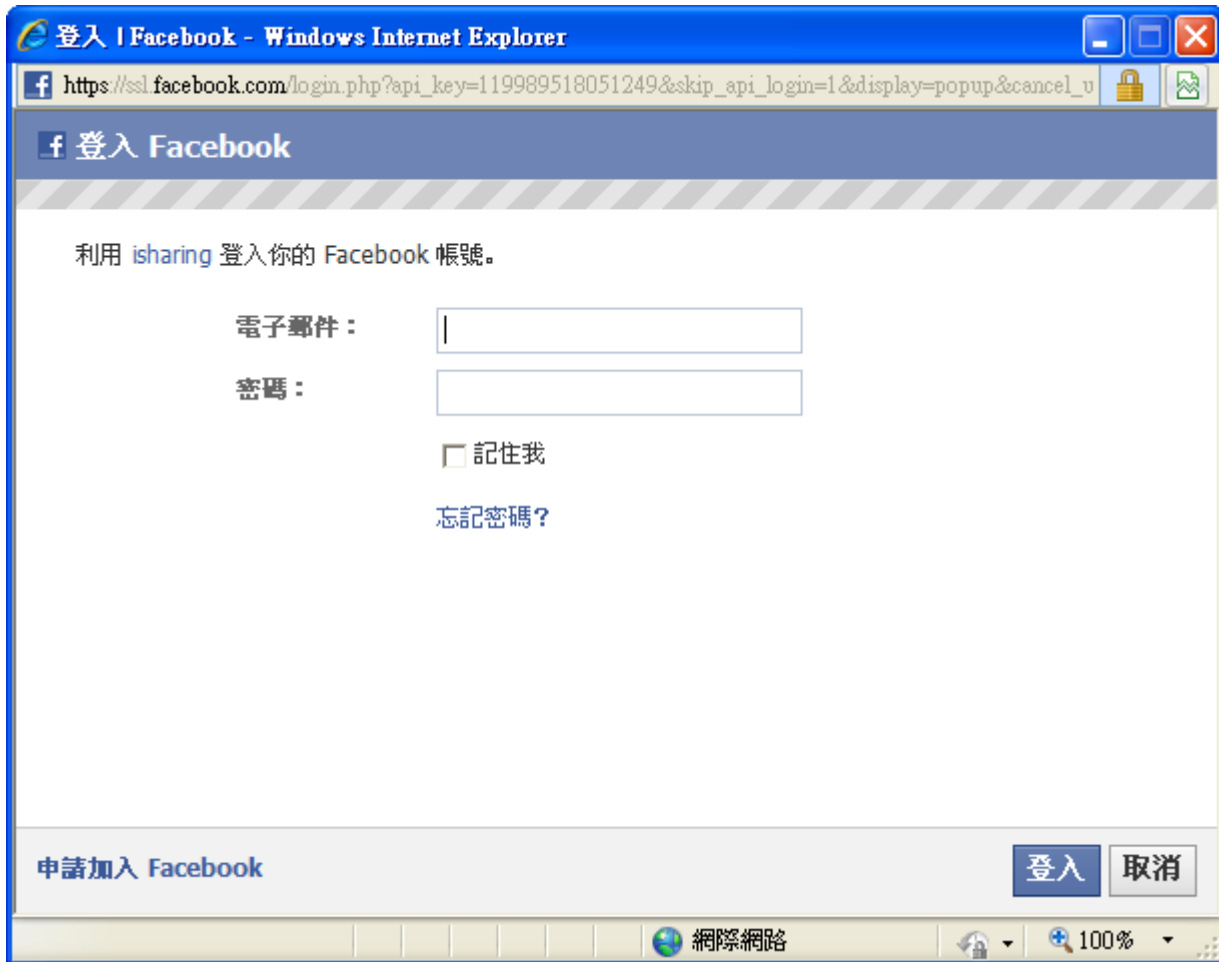 登入 | Facebook - Windows Internet Explorer
https://ssl.facebook.com/login.php?api_key=119989518051249&skip_api_login=1&display=popup&cancel_u
登入 Facebook
利用 isharing 登入你的 Facebook 帳號。
電子郵件：
密碼：
記住我
忘記密碼？
申請加入 Facebook
登入 取消
網際網路 100%